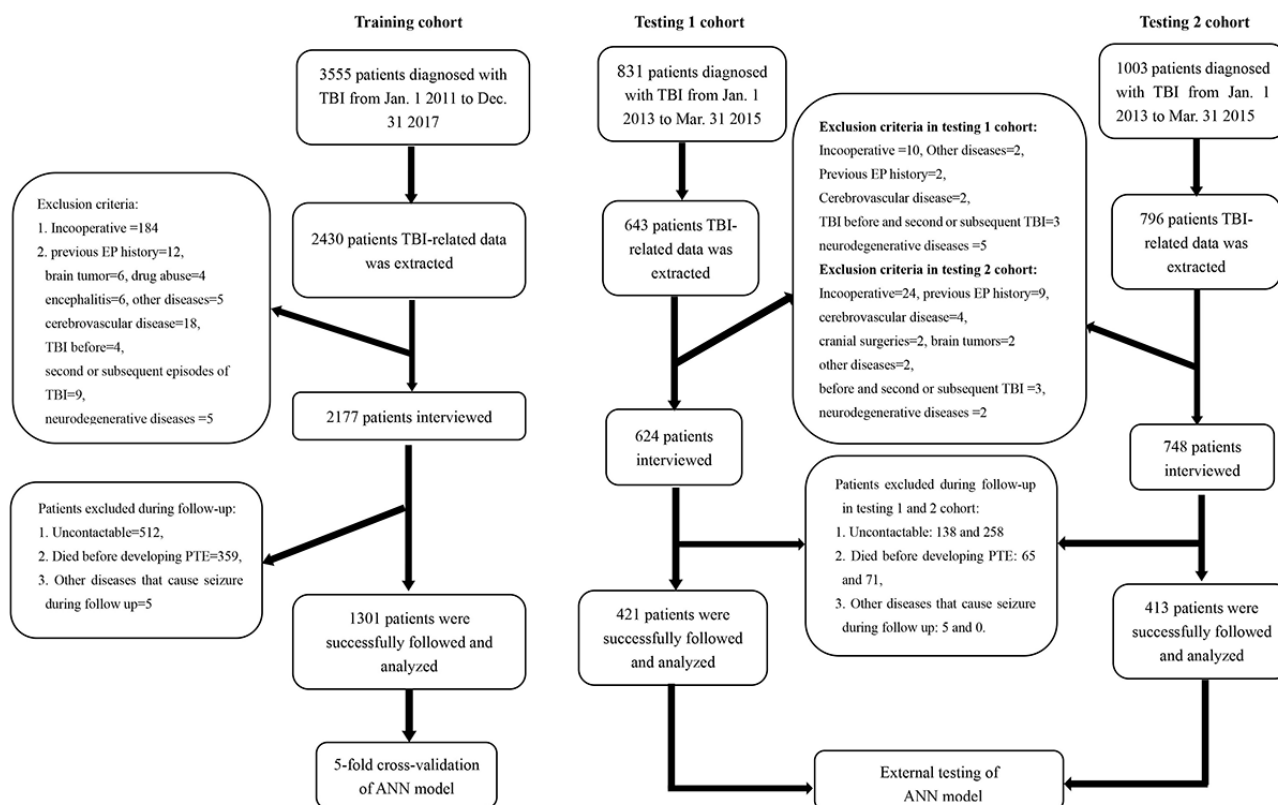 Training cohort
3555 patients diagnosed with
TBI from Jan. 1 2011 to Dec.
31 2017
Exclusion criteria:
1. Incooperative =184
2. previous EP history=12,
brain tumor=6, drug abuse=4
encephalitis=6, other diseases=5
cerebrovascular disease=18,
TBI before=4,
second or subsequent episodes of
TBI=9,
neurodegenerative diseases =5
2430 patients TBI-related data
was extracted
2177 patients interviewed
Patients excluded during follow-up:
1. Uncontactable=512,
2. Died before developing PTE=359,
3. Other diseases that cause seizure
during follow up=5
1301 patients were
successfully followed and
analyzed
5-fold cross-validation
of ANN model
Testing 1 cohort
831 patients diagnosed
with TBI from Jan. 1
2013 to Mar. 31 2015
643 patients TBI-
related data was
extracted
624 patients
interviewed
421 patients were
successfully followed
and analyzed
Exclusion criteria in testing 1 cohort:
Incooperative =10, Other diseases=2,
Previous EP history=2,
Cerebrovascular disease=2,
TBI before and second or subsequent TBI=3
neurodegenerative diseases =5
Exclusion criteria in testing 2 cohort:
Incooperative=24, previous EP history=9,
cerebrovascular disease=4,
cranial surgeries=2, brain tumors=2
other diseases=2,
before and second or subsequent TBI =3,
neurodegenerative diseases =2
Patients excluded during follow-up
in testing 1 and 2 cohort:
1. Uncontactable: 138 and 258
2. Died before developing PTE: 65
and 71,
3. Other diseases that cause seizure
during follow up: 5 and 0.
Testing 2 cohort
1003 patients diagnosed
with TBI from Jan. 1
2013 to Mar. 31 2015
796 patients TBI-
related data was
extracted
748 patients
interviewed
413 patients were
successfully followed
and analyzed
External testing of
ANN model